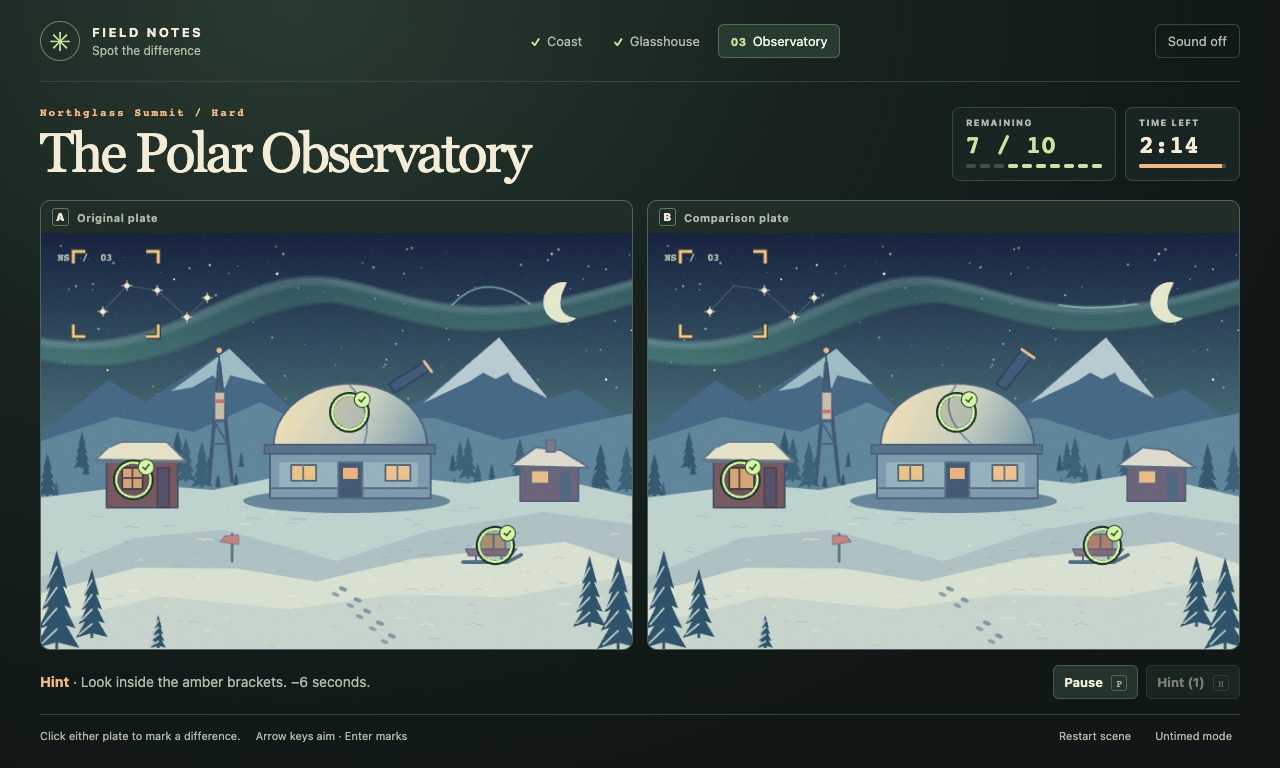 FIELD NOTES
Spot the difference
Coast
Glasshouse
03 Observatory
Sound off
Northglass Summit / Hard
The Polar Observatory
REMAINING
7 / 10
TIME LEFT
2:14
A Original plate
NS / 03
B Comparison plate
NS / 03
Hint · Look inside the amber brackets. −6 seconds.
Pause P
Hint (1) H
Click either plate to mark a difference.
Arrow keys aim · Enter marks
Restart scene
Untimed mode